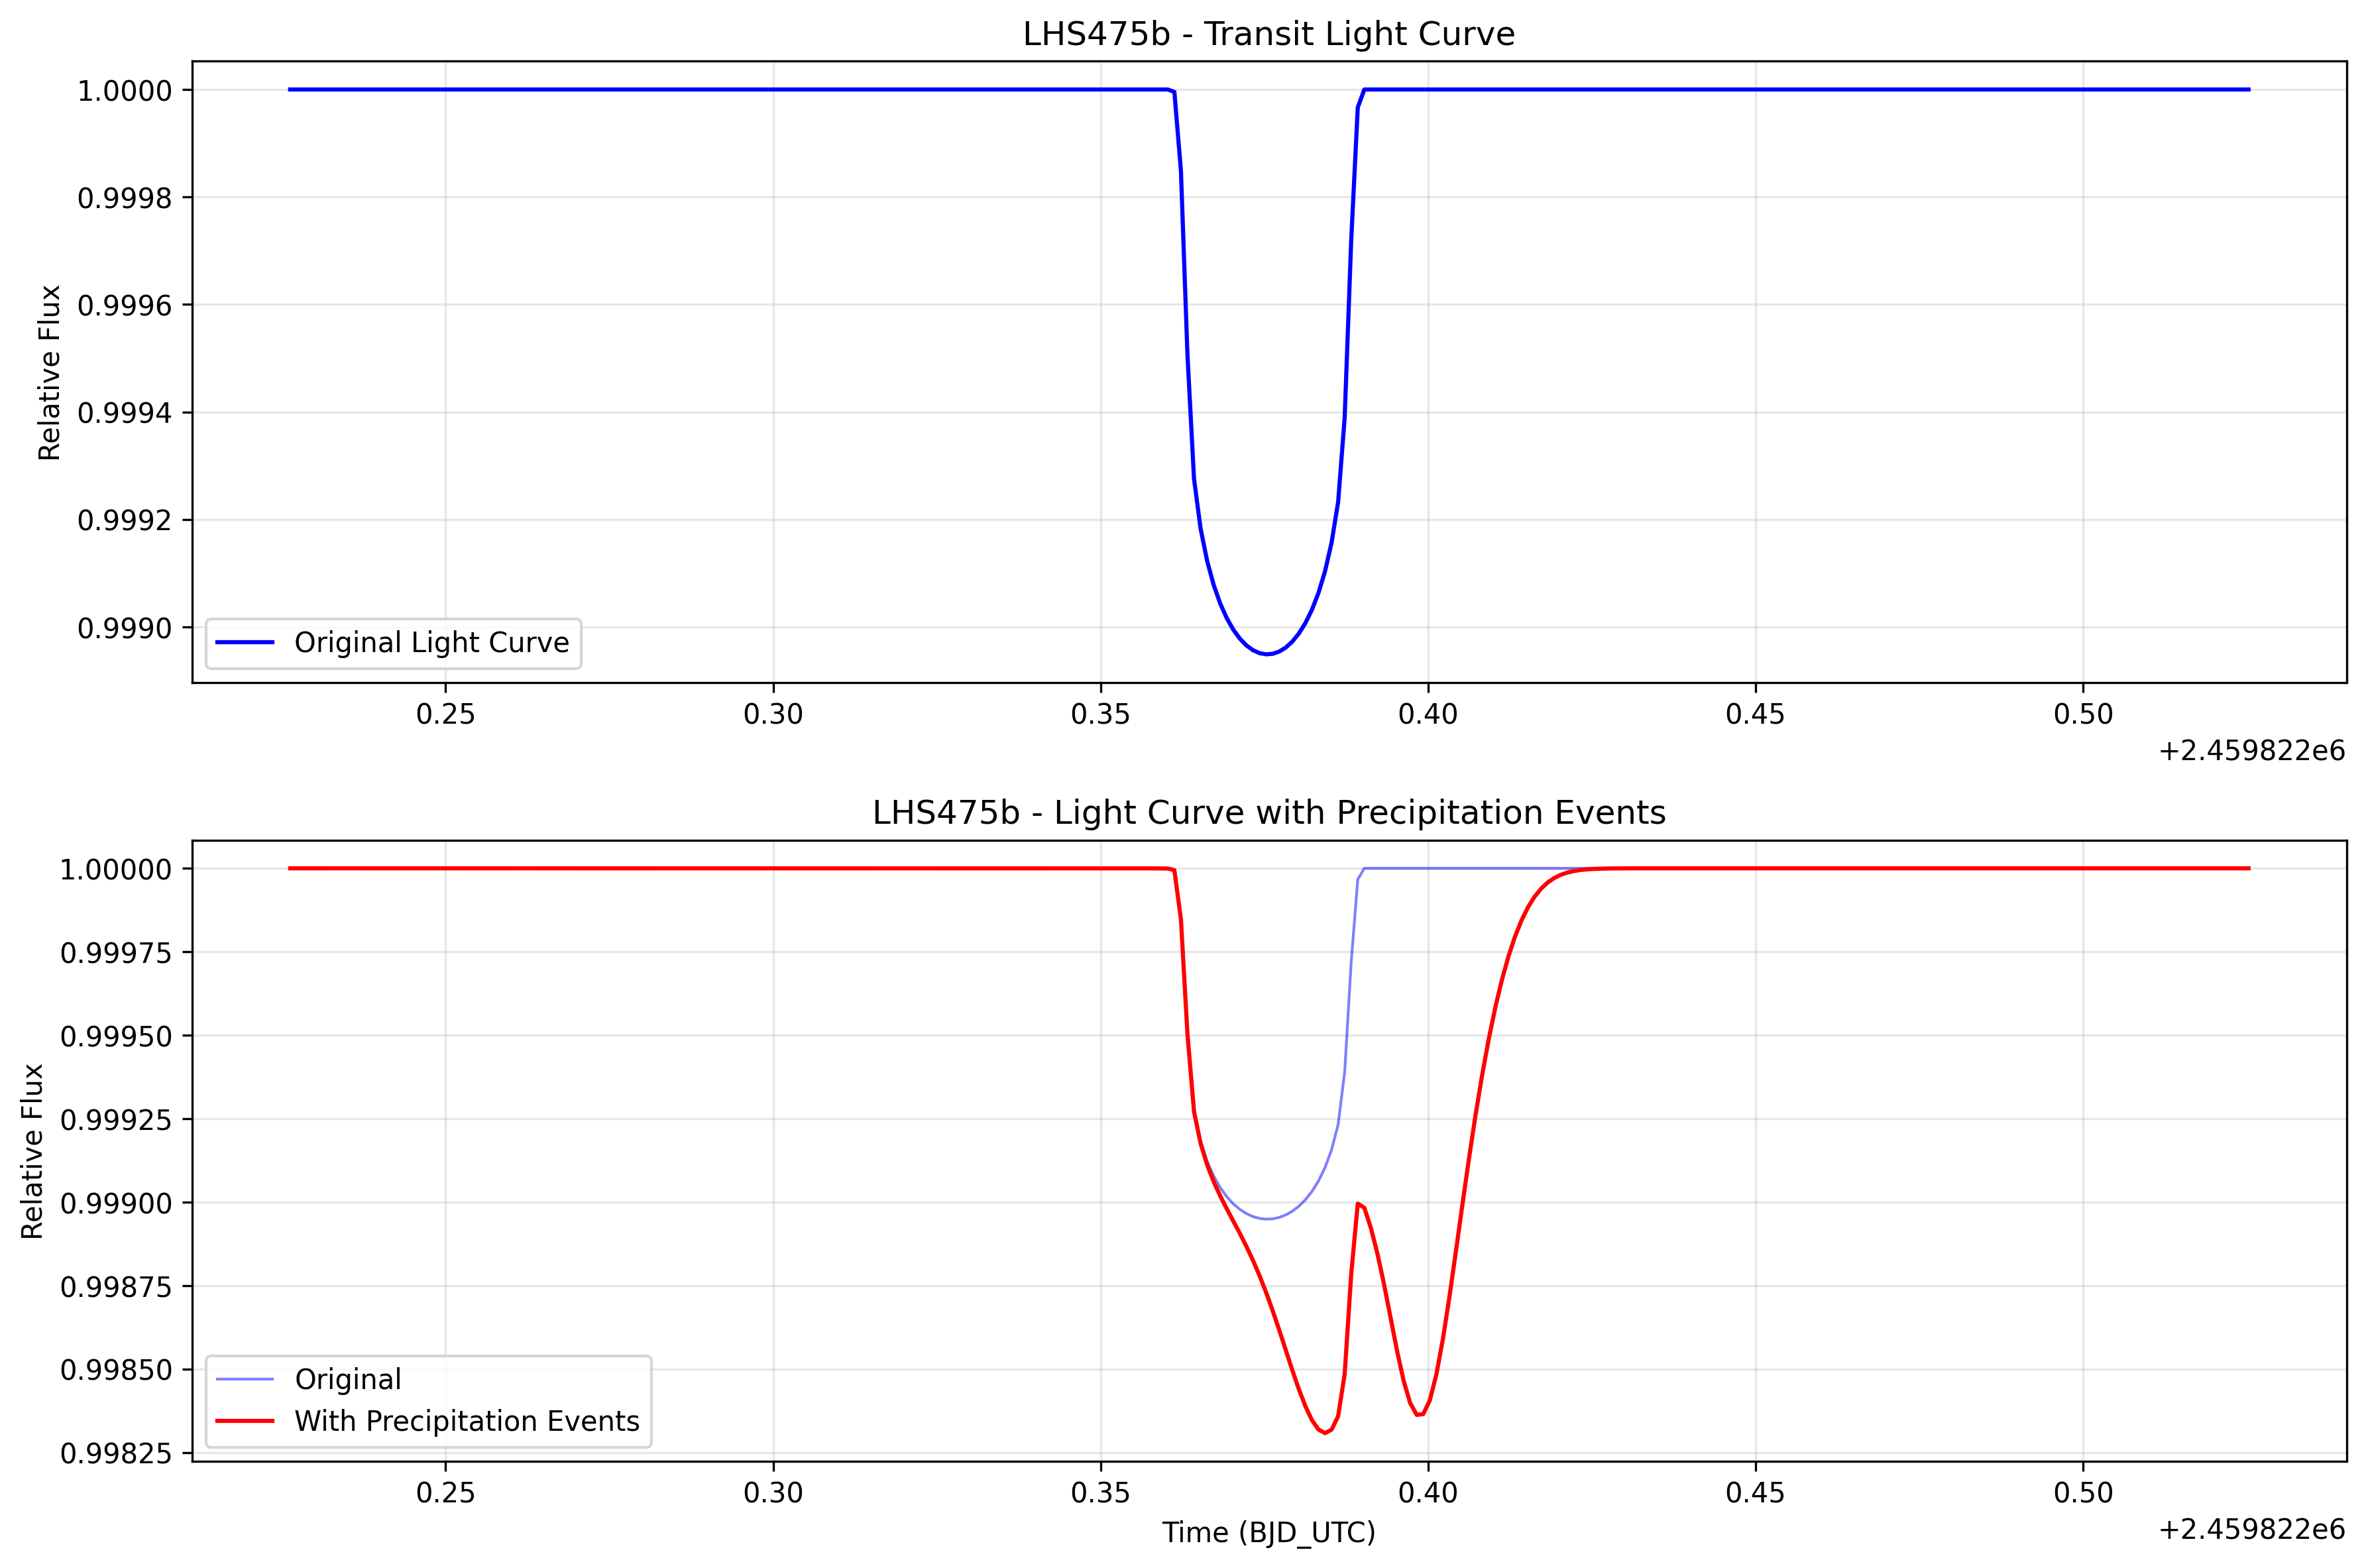 LHS475b - Transit Light Curve
Relative Flux
1.0000
0.9998
0.9996
0.9994
0.9992
0.9990
Original Light Curve
0.25 0.30 0.35 0.40 0.45 0.50
+2.459822e6
LHS475b - Light Curve with Precipitation Events
Relative Flux
1.00000
0.99975
0.99950
0.99925
0.99900
0.99875
0.99850
0.99825
Original
With Precipitation Events
0.25 0.30 0.35 0.40 0.45 0.50
Time (BJD_UTC)
+2.459822e6